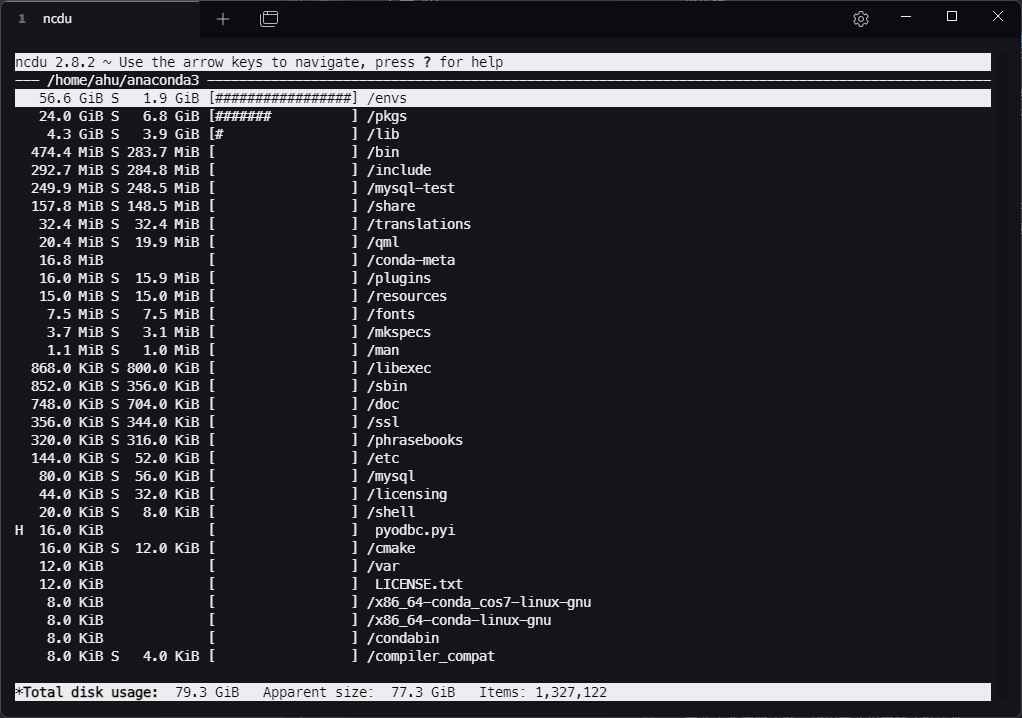 1 ncdu
ncdu 2.8.2 ~ Use the arrow keys to navigate, press ? for help
--- /home/ahu/anaconda3 ---
56.6 GiB S 1.9 GiB [#################] /envs
24.0 GiB S 6.8 GiB [####### ] /pkgs
4.3 GiB S 3.9 GiB [# ] /lib
474.4 MiB S 283.7 MiB [ ] /bin
292.7 MiB S 284.8 MiB [ ] /include
249.9 MiB S 248.5 MiB [ ] /mysql-test
157.8 MiB S 148.5 MiB [ ] /share
32.4 MiB S 32.4 MiB [ ] /translations
20.4 MiB S 19.9 MiB [ ] /qml
16.8 MiB [ ] /conda-meta
16.0 MiB S 15.9 MiB [ ] /plugins
15.0 MiB S 15.0 MiB [ ] /resources
7.5 MiB S 7.5 MiB [ ] /fonts
3.7 MiB S 3.1 MiB [ ] /mkspecs
1.1 MiB S 1.0 MiB [ ] /man
868.0 KiB S 800.0 KiB [ ] /libexec
852.0 KiB S 356.0 KiB [ ] /sbin
748.0 KiB S 704.0 KiB [ ] /doc
356.0 KiB S 344.0 KiB [ ] /ssl
320.0 KiB S 316.0 KiB [ ] /phrasebooks
144.0 KiB S 52.0 KiB [ ] /etc
80.0 KiB S 56.0 KiB [ ] /mysql
44.0 KiB S 32.0 KiB [ ] /licensing
20.0 KiB S 8.0 KiB [ ] /shell
H 16.0 KiB [ ] pyodbc.pyi
16.0 KiB S 12.0 KiB [ ] /cmake
12.0 KiB [ ] /var
12.0 KiB [ ] LICENSE.txt
8.0 KiB [ ] /x86_64-conda_cos7-linux-gnu
8.0 KiB [ ] /x86_64-conda-linux-gnu
8.0 KiB [ ] /condabin
8.0 KiB S 4.0 KiB [ ] /compiler_compat
*Total disk usage: 79.3 GiB Apparent size: 77.3 GiB Items: 1,327,122